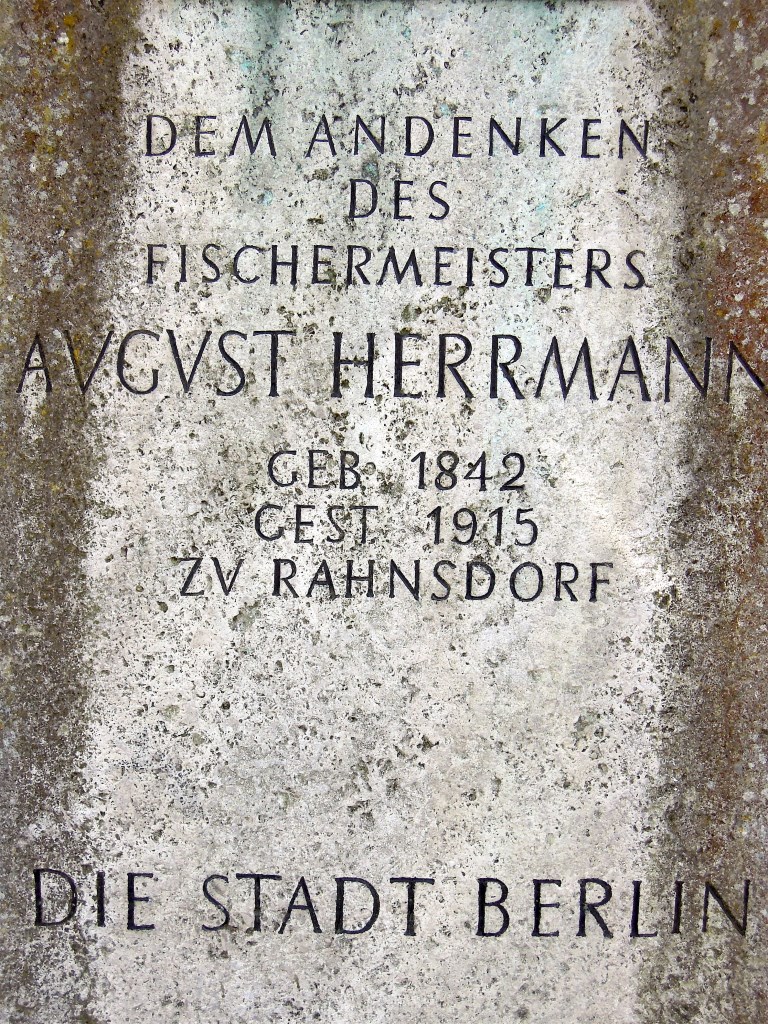 DEM ANDENKEN
DES
FISCHERMEISTERS
AVGVST HERRMANN
GEB 1842
GEST 1915
ZV RAHNSDORF
DIE STADT BERLIN